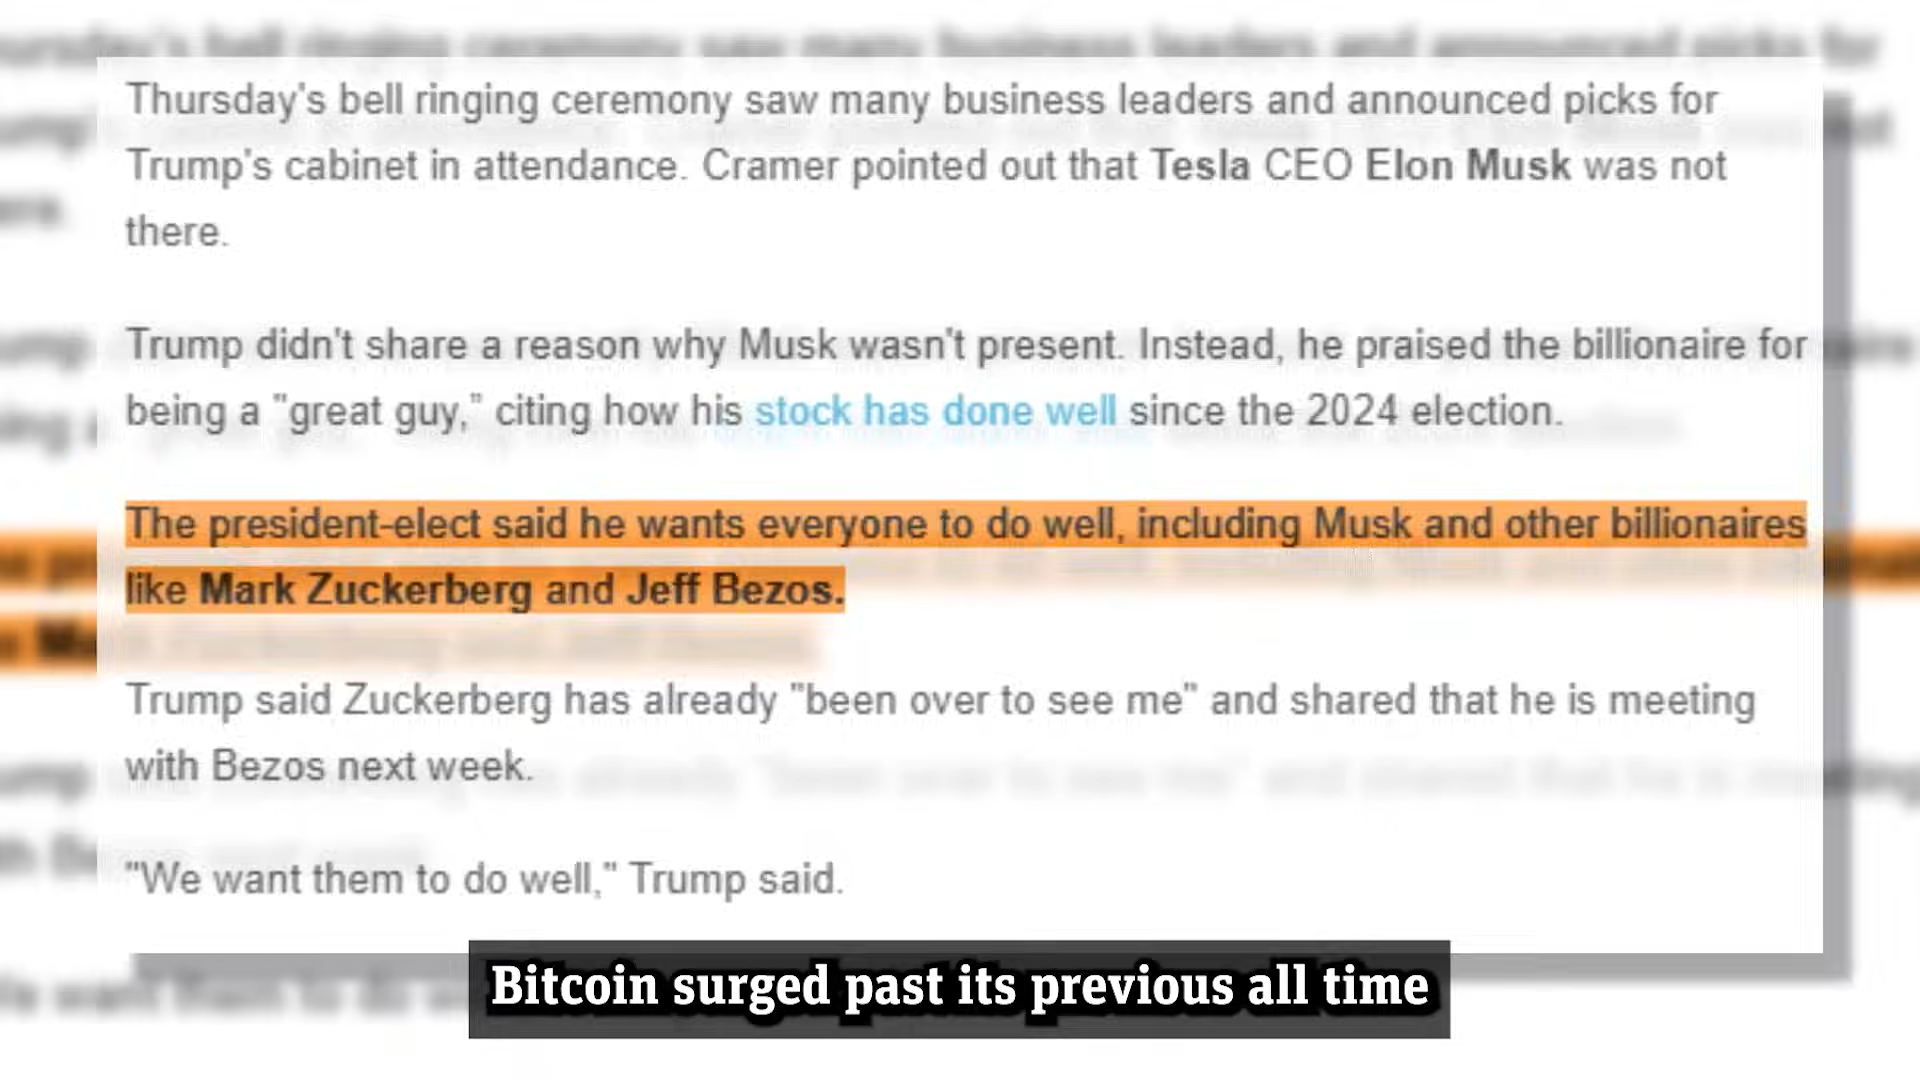 Thursday's bell ringing ceremony saw many business leaders and announced picks for
Trump's cabinet in attendance. Cramer pointed out that Tesla CEO Elon Musk was not
there.
Trump didn't share a reason why Musk wasn't present. Instead, he praised the billionaire for
being a "great guy," citing how his stock has done well since the 2024 election.
The president-elect said he wants everyone to do well, including Musk and other billionaires
like Mark Zuckerberg and Jeff Bezos.
Trump said Zuckerberg has already "been over to see me" and shared that he is meeting
with Bezos next week.
"We want them to do well," Trump said.
Bitcoin surged past its previous all time